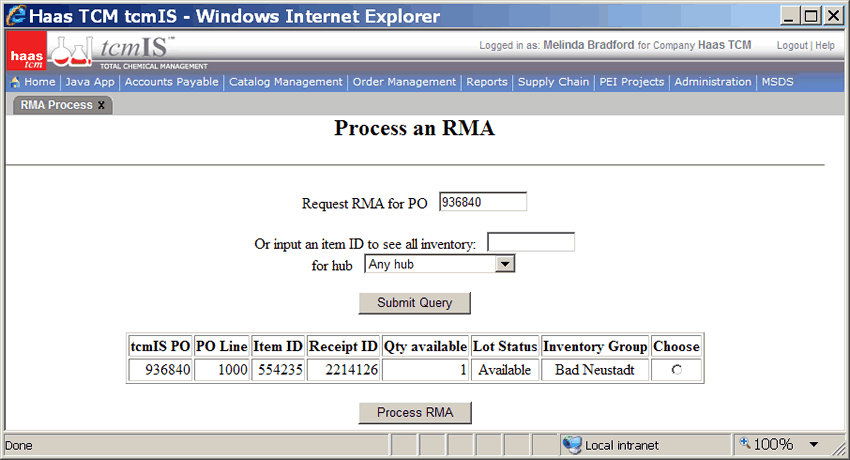 Haas TCM tcmIS - Windows Internet Explorer
haas tcm
tcmIS™
TOTAL CHEMICAL MANAGEMENT
Logged in as: Melinda Bradford for Company Haas TCM
Logout | Help
Home | Java App | Accounts Payable | Catalog Management | Order Management | Reports | Supply Chain | PEI Projects | Administration | MSDS
RMA Process x
Process an RMA
Request RMA for PO 936840
Or input an item ID to see all inventory:
for hub Any hub
Submit Query
tcmIS PO PO Line Item ID Receipt ID Qty available Lot Status Inventory Group Choose
936840 1000 554235 2214126 1 Available Bad Neustadt
Process RMA
Done Local intranet 100%